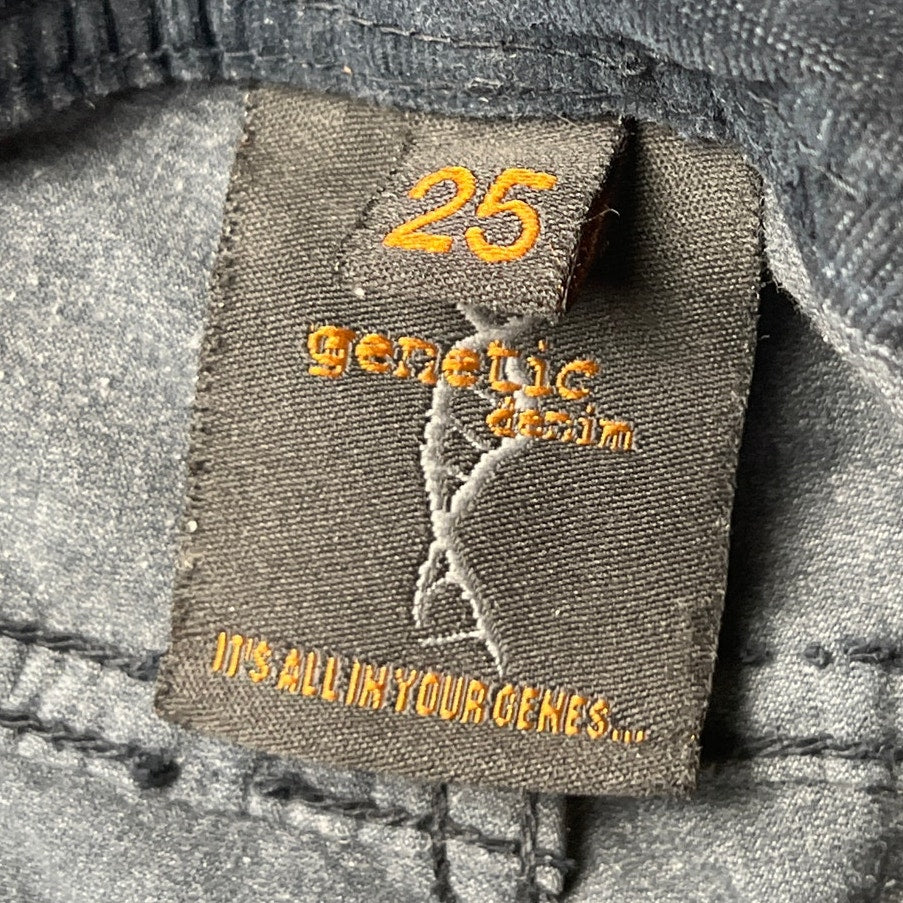 25
genetic
denim
IT'S ALL IN YOUR GENES...